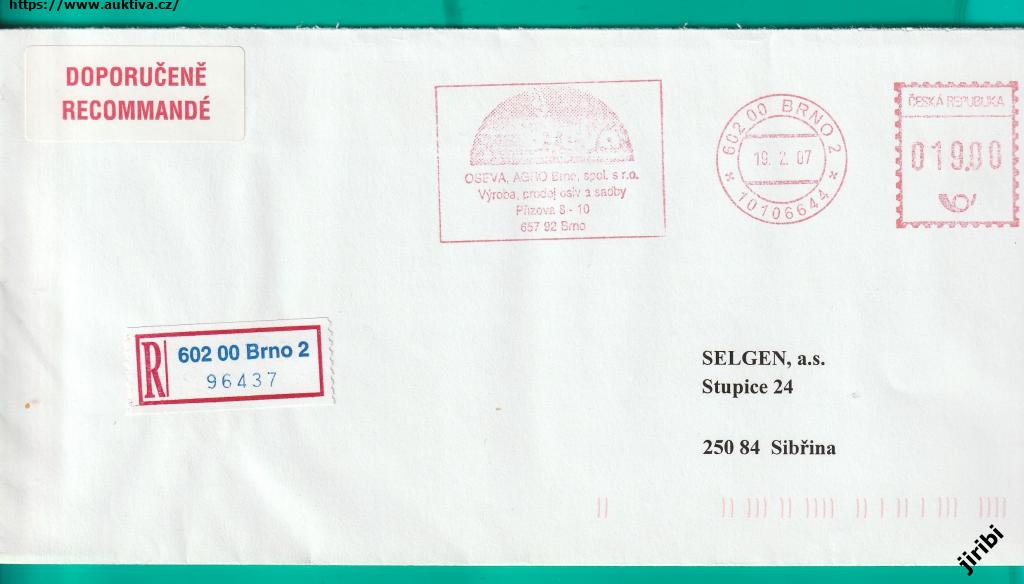 https://www.auktiva.cz/
DOPORUČENĚ
RECOMMANDÉ
OSEVA, AGRO Brno, spol. s r.o.
Výroba, prodej osiv a sadby
Přízova 8 - 10
657 92 Brno
602 00 BRNO 2
19. 2. 07
* 10106644 *
ČESKÁ REPUBLIKA
019.00
R
602 00 Brno 2
96437
SELGEN, a.s.
Stupice 24
250 84 Sibřina
jiribi